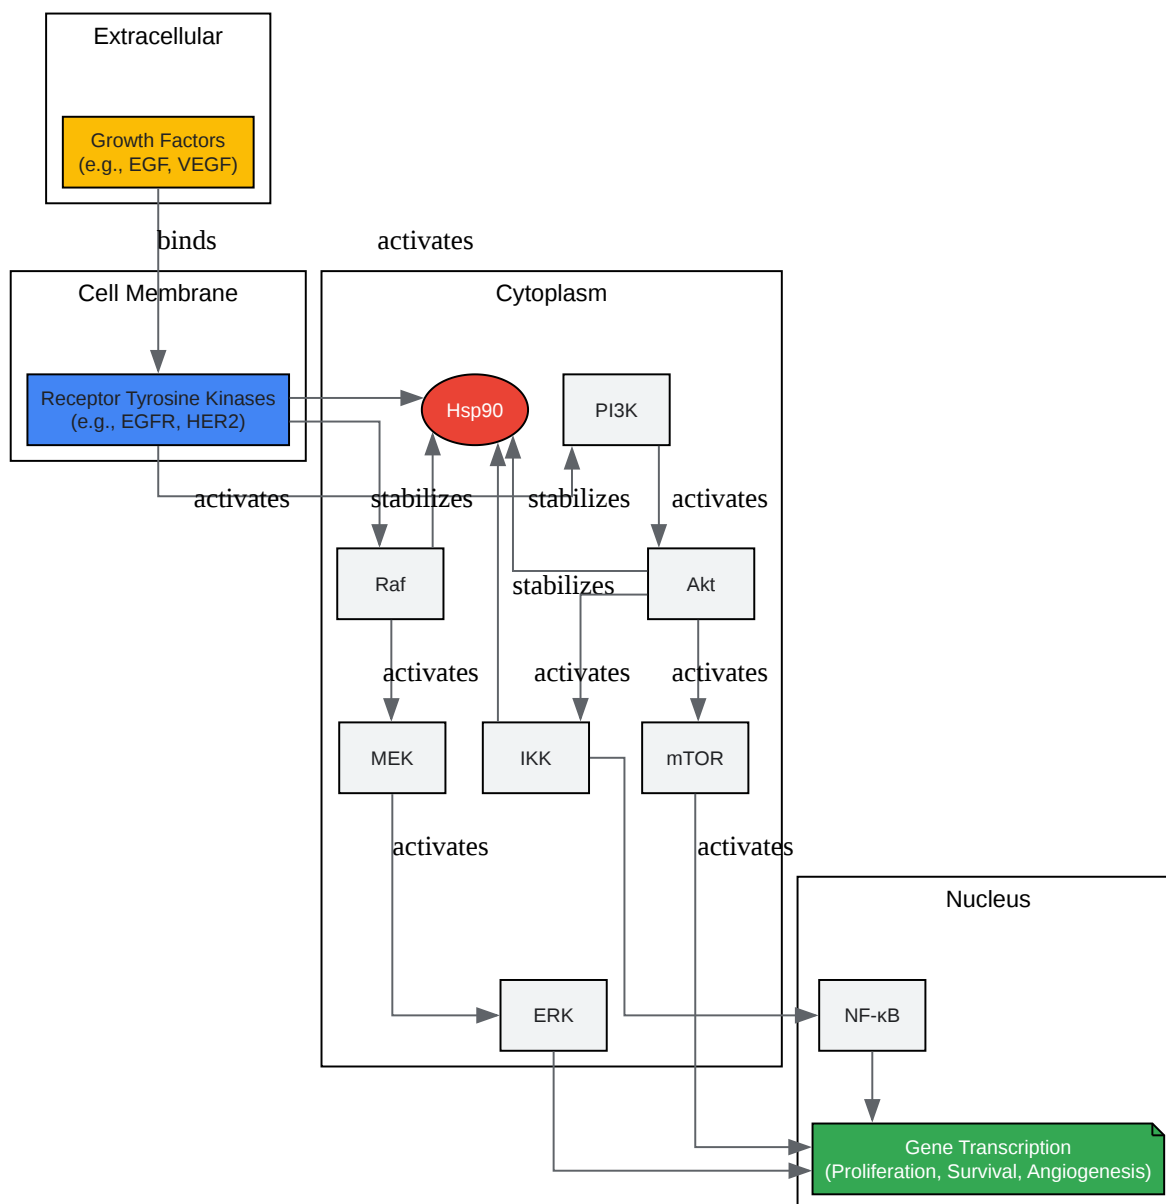 Extracellular
Growth Factors
(e.g., EGF, VEGF)
binds
activates
Cell Membrane
Cytoplasm
Receptor Tyrosine Kinases
(e.g., EGFR, HER2)
Hsp90
PI3K
activates
stabilizes
stabilizes
activates
Raf
stabilizes
Akt
activates
activates
activates
MEK
IKK
mTOR
activates
activates
Nucleus
ERK
NF-κB
Gene Transcription
(Proliferation, Survival, Angiogenesis)